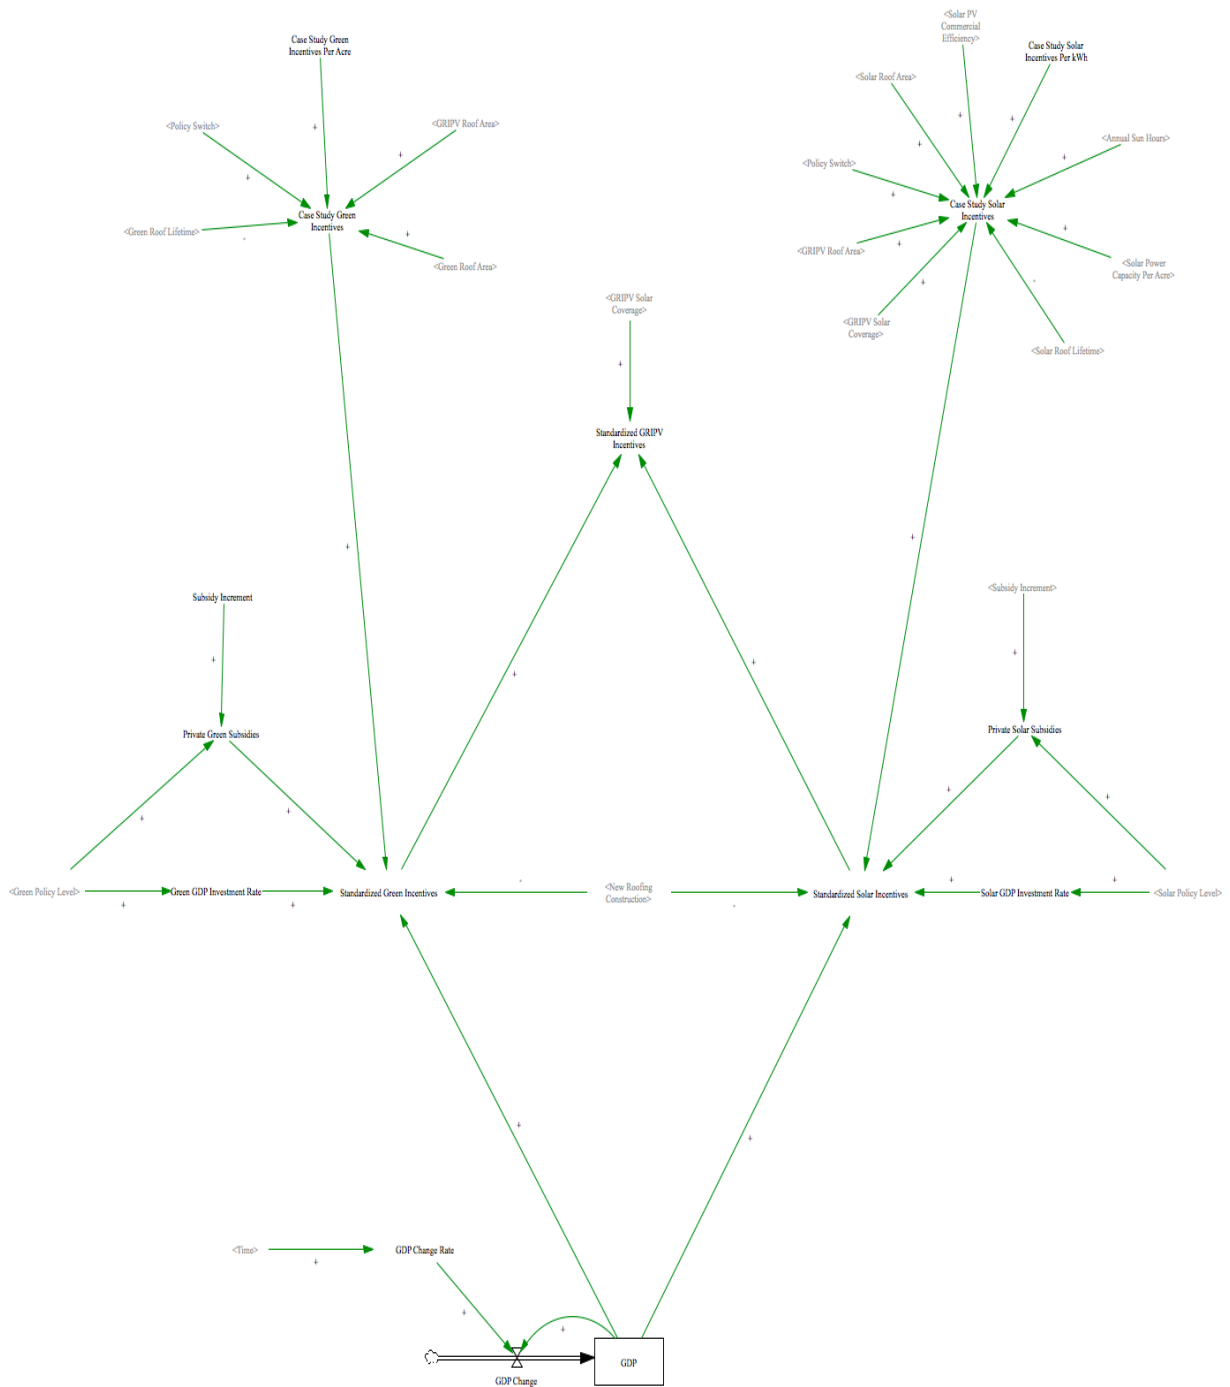 <Solar PV
Commercial
Efficiency>
Case Study Green
Incentives Per Acre
Case Study Solar
Incentives Per kWh
<Solar Roof Area>
<Policy Switch>
+
<GRIPV Roof Area>
+
+
<Annual Sun Hours>
+
+
+
<Policy Switch>
+
+
+
Case Study Green
Incentives
Case Study Solar
Incentives
<Green Roof Lifetime>
-
+
<Green Roof Area>
<GRIPV Roof Area>
+
+
<Solar Power
Capacity Per Acre>
+
-
<GRIPV Solar
Coverage>
<GRIPV Solar
Coverage>
<Solar Roof Lifetime>
+
Standardized GRIPV
Incentives
+
+
Subsidy Increment
<Subsidy Increment>
+
+
+
+
Private Green Subsidies
Private Solar Subsidies
+
+
+
+
<Green Policy Level>
+
Green GDP Investment Rate
+
Standardized Green Incentives
-
<New Roofing
Construction>
-
Standardized Solar Incentives
+
Solar GDP Investment Rate
+
<Solar Policy Level>
+
+
<Time>
+
GDP Change Rate
+
+
GDP
GDP Change